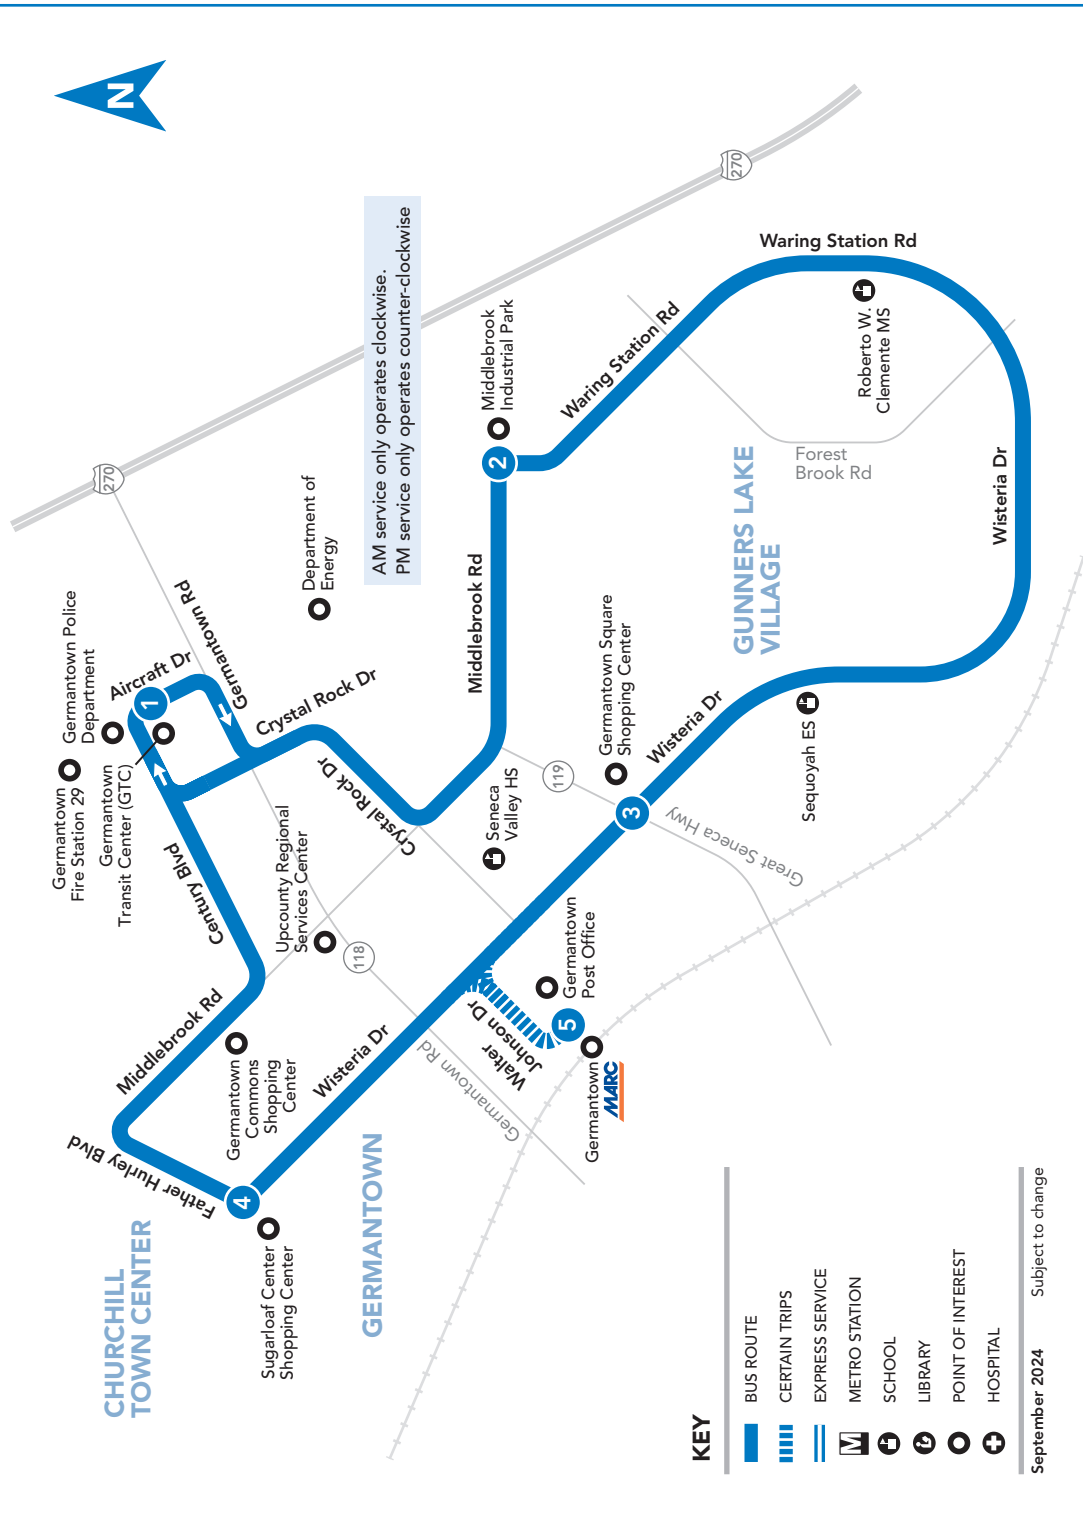 N
270
270
AM service only operates clockwise.
PM service only operates counter-clockwise
Waring Station Rd
Waring Station Rd
Roberto W.
Clemente MS
Middlebrook
Industrial Park
2
Forest
Brook Rd
GUNNERS LAKE
VILLAGE
Wisteria Dr
Department of
Energy
Germantown Police
Department
Aircraft Dr
Germantown Rd
1
Germantown
Fire Station 29
Germantown
Transit Center (GTC)
Crystal Rock Dr
Crystal Rock Dr
Middlebrook Rd
Germantown Square
Shopping Center
Wisteria Dr
Sequoyah ES
119
3
Great Seneca Hwy
Seneca
Valley HS
Century Blvd
Upcounty Regional
Services Center
118
Germantown
Post Office
5
Walter
Johnson Dr
Germantown
MARC
Germantown Rd
Middlebrook Rd
Germantown
Commons
Shopping
Center
Wisteria Dr
Father Hurley Blvd
4
Sugarloaf Center
Shopping Center
CHURCHILL
TOWN CENTER
GERMANTOWN
KEY
BUS ROUTE
CERTAIN TRIPS
EXPRESS SERVICE
M METRO STATION
SCHOOL
LIBRARY
POINT OF INTEREST
HOSPITAL
September 2024 Subject to change